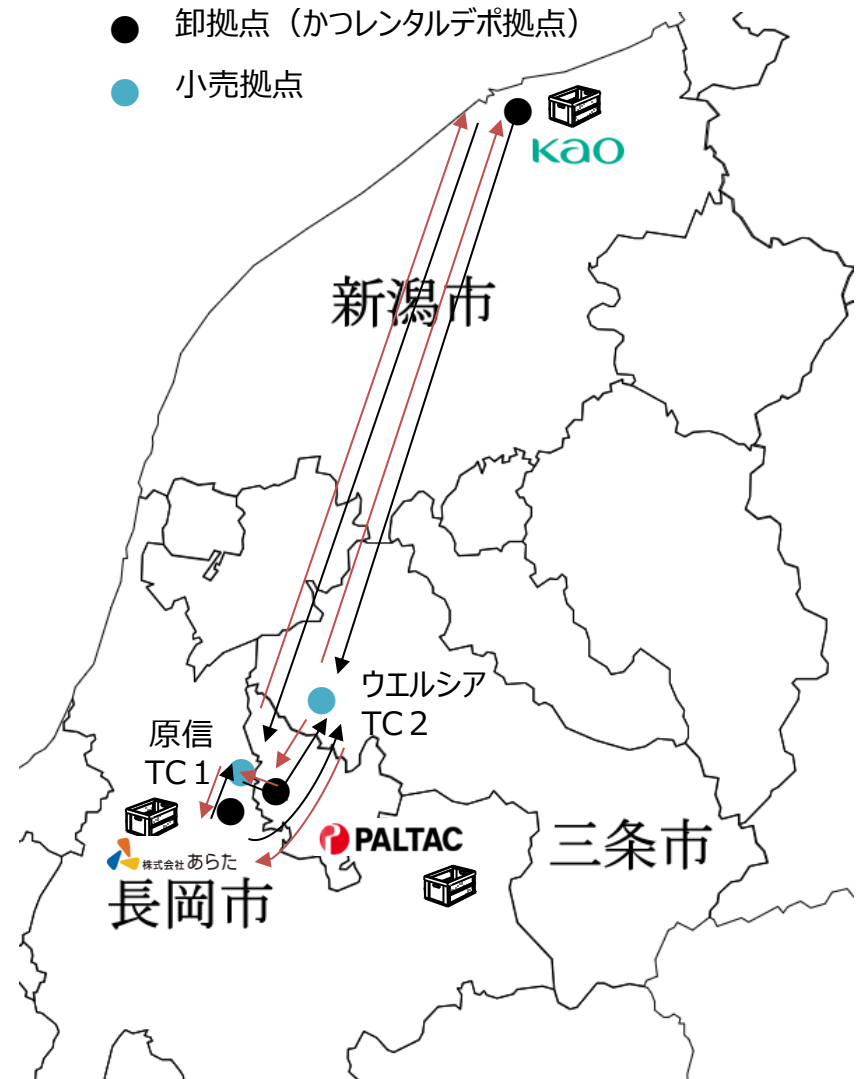 卸拠点（かつレンタルデポ拠点）
小売拠点
Kao
新潟市
ウエルシア
TC２
原信
TC１
PALTAC
株式会社あらた
三条市
長岡市